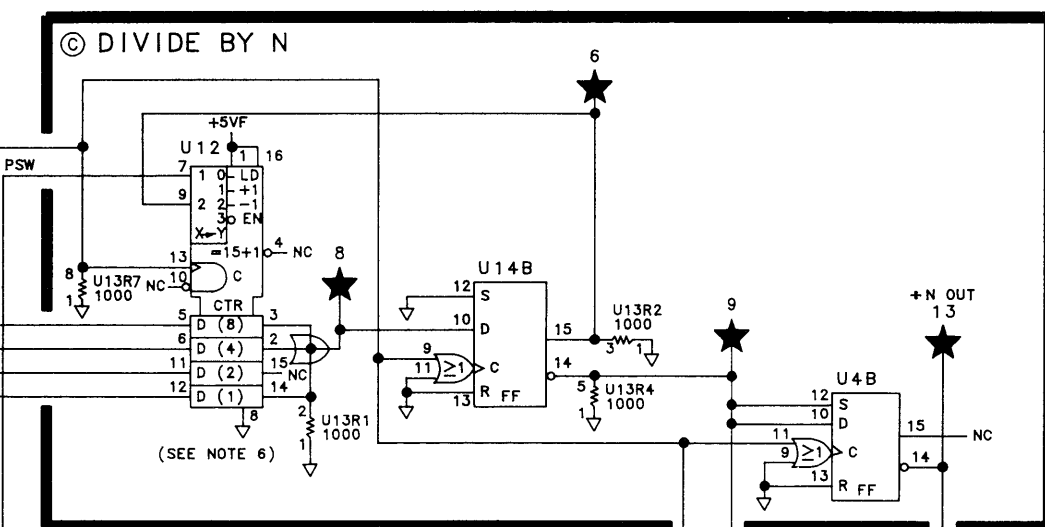 Ⓒ DIVIDE BY N
6
+5VF
U12
1 16
PSW
7
1 0 LD
1 +1
9
2 2 -1
3 EN
X→Y
=15+1 4 NC
8
13
8 U13R7
1000
1
NC 10
C
CTR
5 D (8) 3
6 D (4) 2
11 D (2) 15 NC
12 D (1) 14
8
2 U13R1
1000
1
(SEE NOTE 6)
U14B
12 S
10 D
15
9
11 ≥1 C
14
13 R FF
U13R2
1000
3 1
5 U13R4
1000
1
9
+N OUT
13
U4B
12 S
10 D
15 NC
11
9 ≥1 C
14
13 R FF